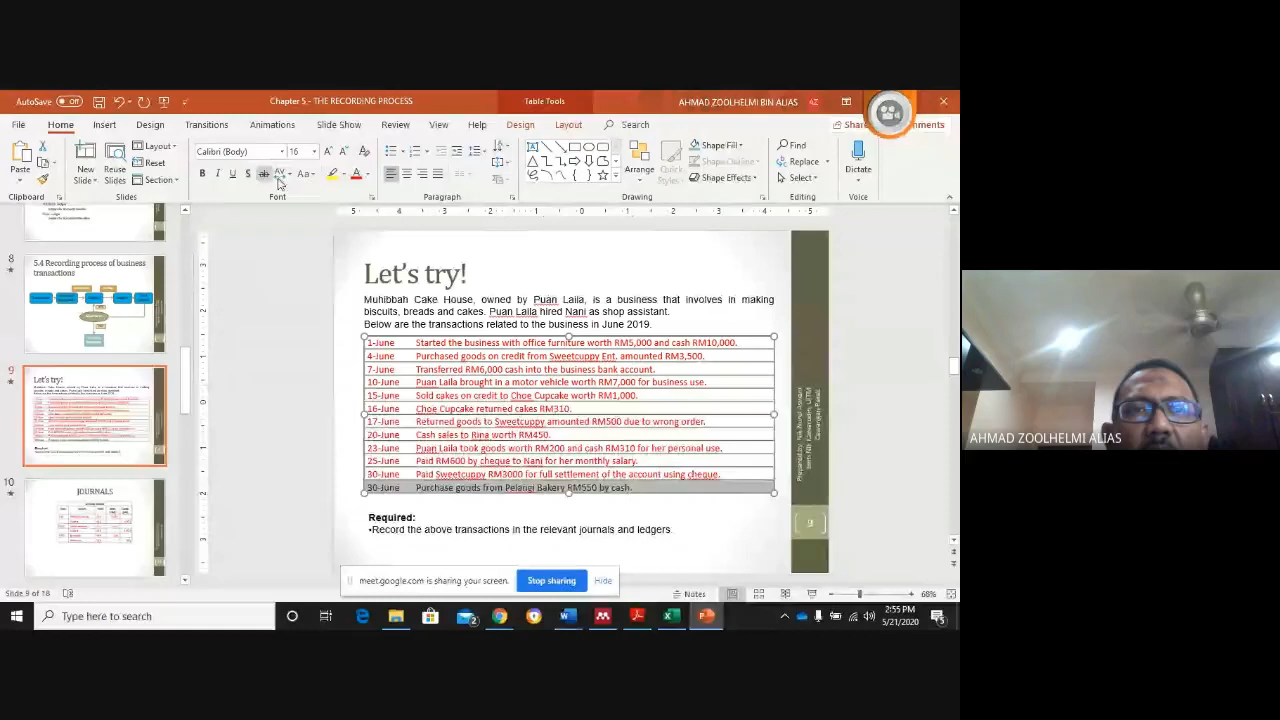 AutoSave Off
Chapter 5 - THE RECORDING PROCESS
Table Tools
AHMAD ZOOLHELMI BIN ALIAS
AZ
File Home Insert Design Transitions Animations Slide Show Review View Help Design Layout Search
Share
Comments
Paste
Clipboard
New Slide
Reuse Slides
Layout
Reset
Section
Slides
Calibri (Body) 16
Font
Paragraph
Arrange
Quick Styles
Shape Fill
Shape Outline
Shape Effects
Drawing
Find
Replace
Select
Editing
Dictate
Voice
8
5.4 Recording process of business
transactions
9
Let's try!
10
JOURNALS
Let's try!
Muhibbah Cake House, owned by Puan Laila, is a business that involves in making
biscuits, breads and cakes. Puan Laila hired Nani as shop assistant.
Below are the transactions related to the business in June 2019.
1-June Started the business with office furniture worth RM5,000 and cash RM10,000.
4-June Purchased goods on credit from Sweetcuppy Ent. amounted RM3,500.
7-June Transferred RM6,000 cash into the business bank account.
10-June Puan Laila brought in a motor vehicle worth RM7,000 for business use.
15-June Sold cakes on credit to Choe Cupcake worth RM1,000.
16-June Choe Cupcake returned cakes RM310.
17-June Returned goods to Sweetcuppy amounted RM500 due to wrong order.
20-June Cash sales to Rina worth RM450.
23-June Puan Laila took goods worth RM200 and cash RM310 for her personal use.
25-June Paid RM600 by cheque to Nani for her monthly salary.
30-June Paid Sweetcuppy RM3000 for full settlement of the account using cheque.
30-June Purchase goods from Pelangi Bakery RM550 by cash.
Required:
•Record the above transactions in the relevant journals and ledgers.
9
meet.google.com is sharing your screen.
Stop sharing
Hide
Slide 9 of 18
Notes
68%
Type here to search
2:55 PM
5/21/2020
AHMAD ZOOLHELMI ALIAS